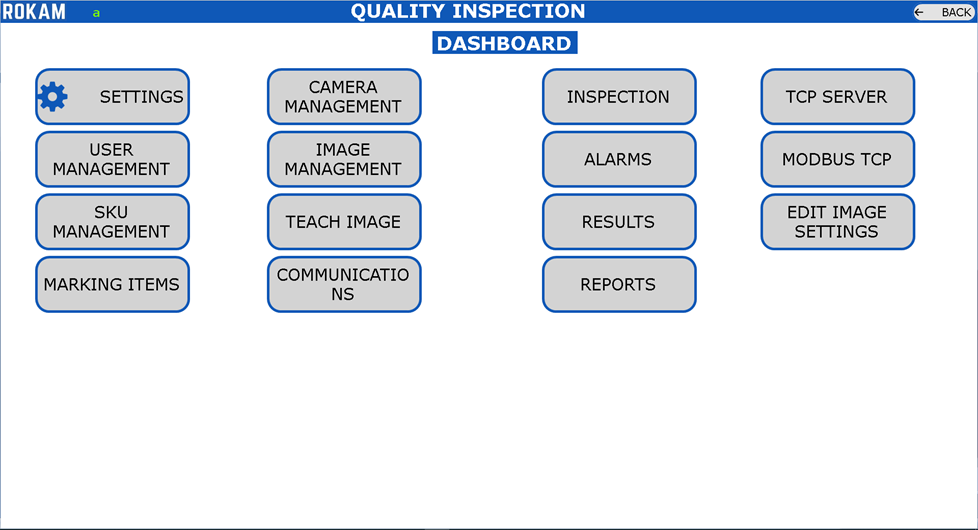 ROKAM
a
QUALITY INSPECTION
← BACK
DASHBOARD
SETTINGS
CAMERA
MANAGEMENT
INSPECTION
TCP SERVER
USER
MANAGEMENT
IMAGE
MANAGEMENT
ALARMS
MODBUS TCP
SKU
MANAGEMENT
TEACH IMAGE
RESULTS
EDIT IMAGE
SETTINGS
MARKING ITEMS
COMMUNICATIO
NS
REPORTS